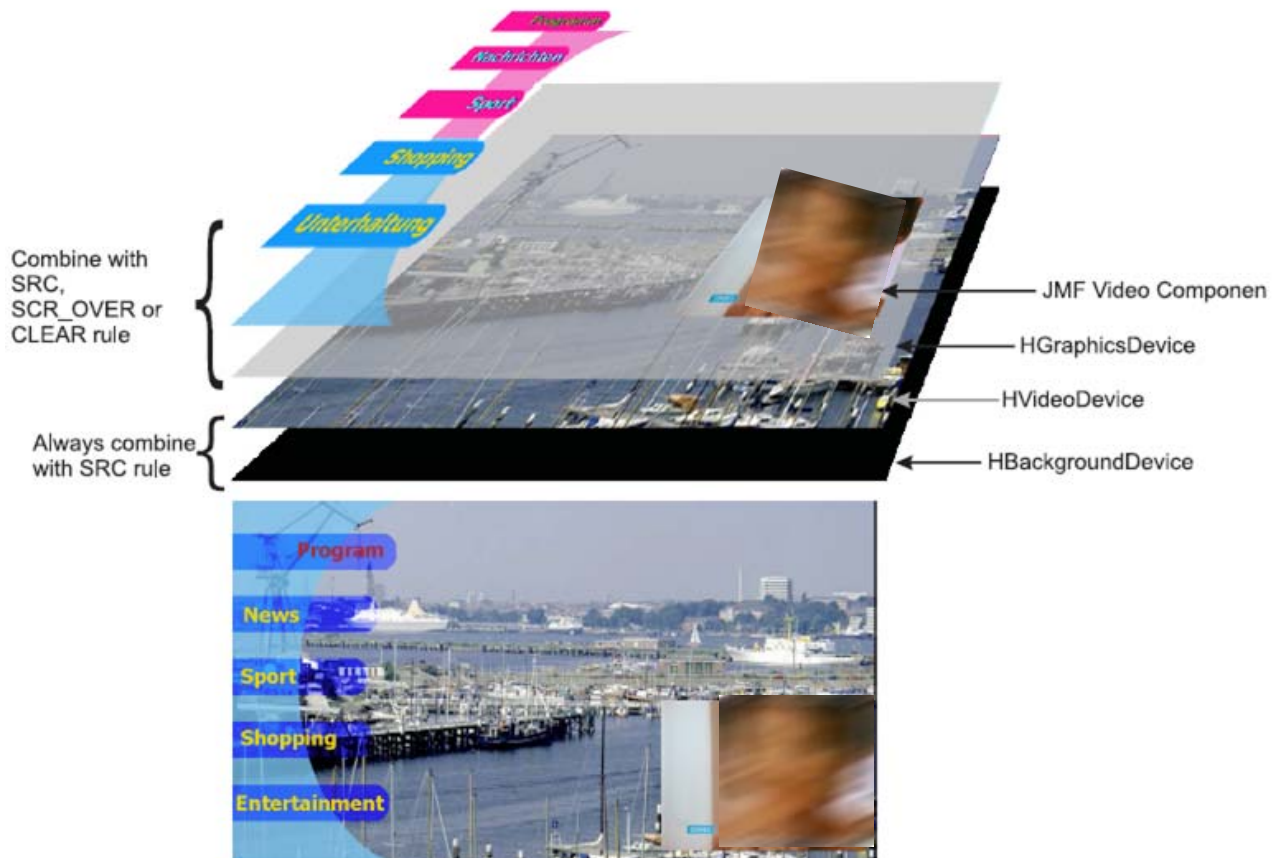 Programm
Nachrichten
Sport
Shopping
Unterhaltung
Combine with
SRC,
SCR_OVER or
CLEAR rule
JMF Video Componen
HGraphicsDevice
HVideoDevice
Always combine
with SRC rule
HBackgroundDevice
Program
News
Sport
Shopping
Entertainment